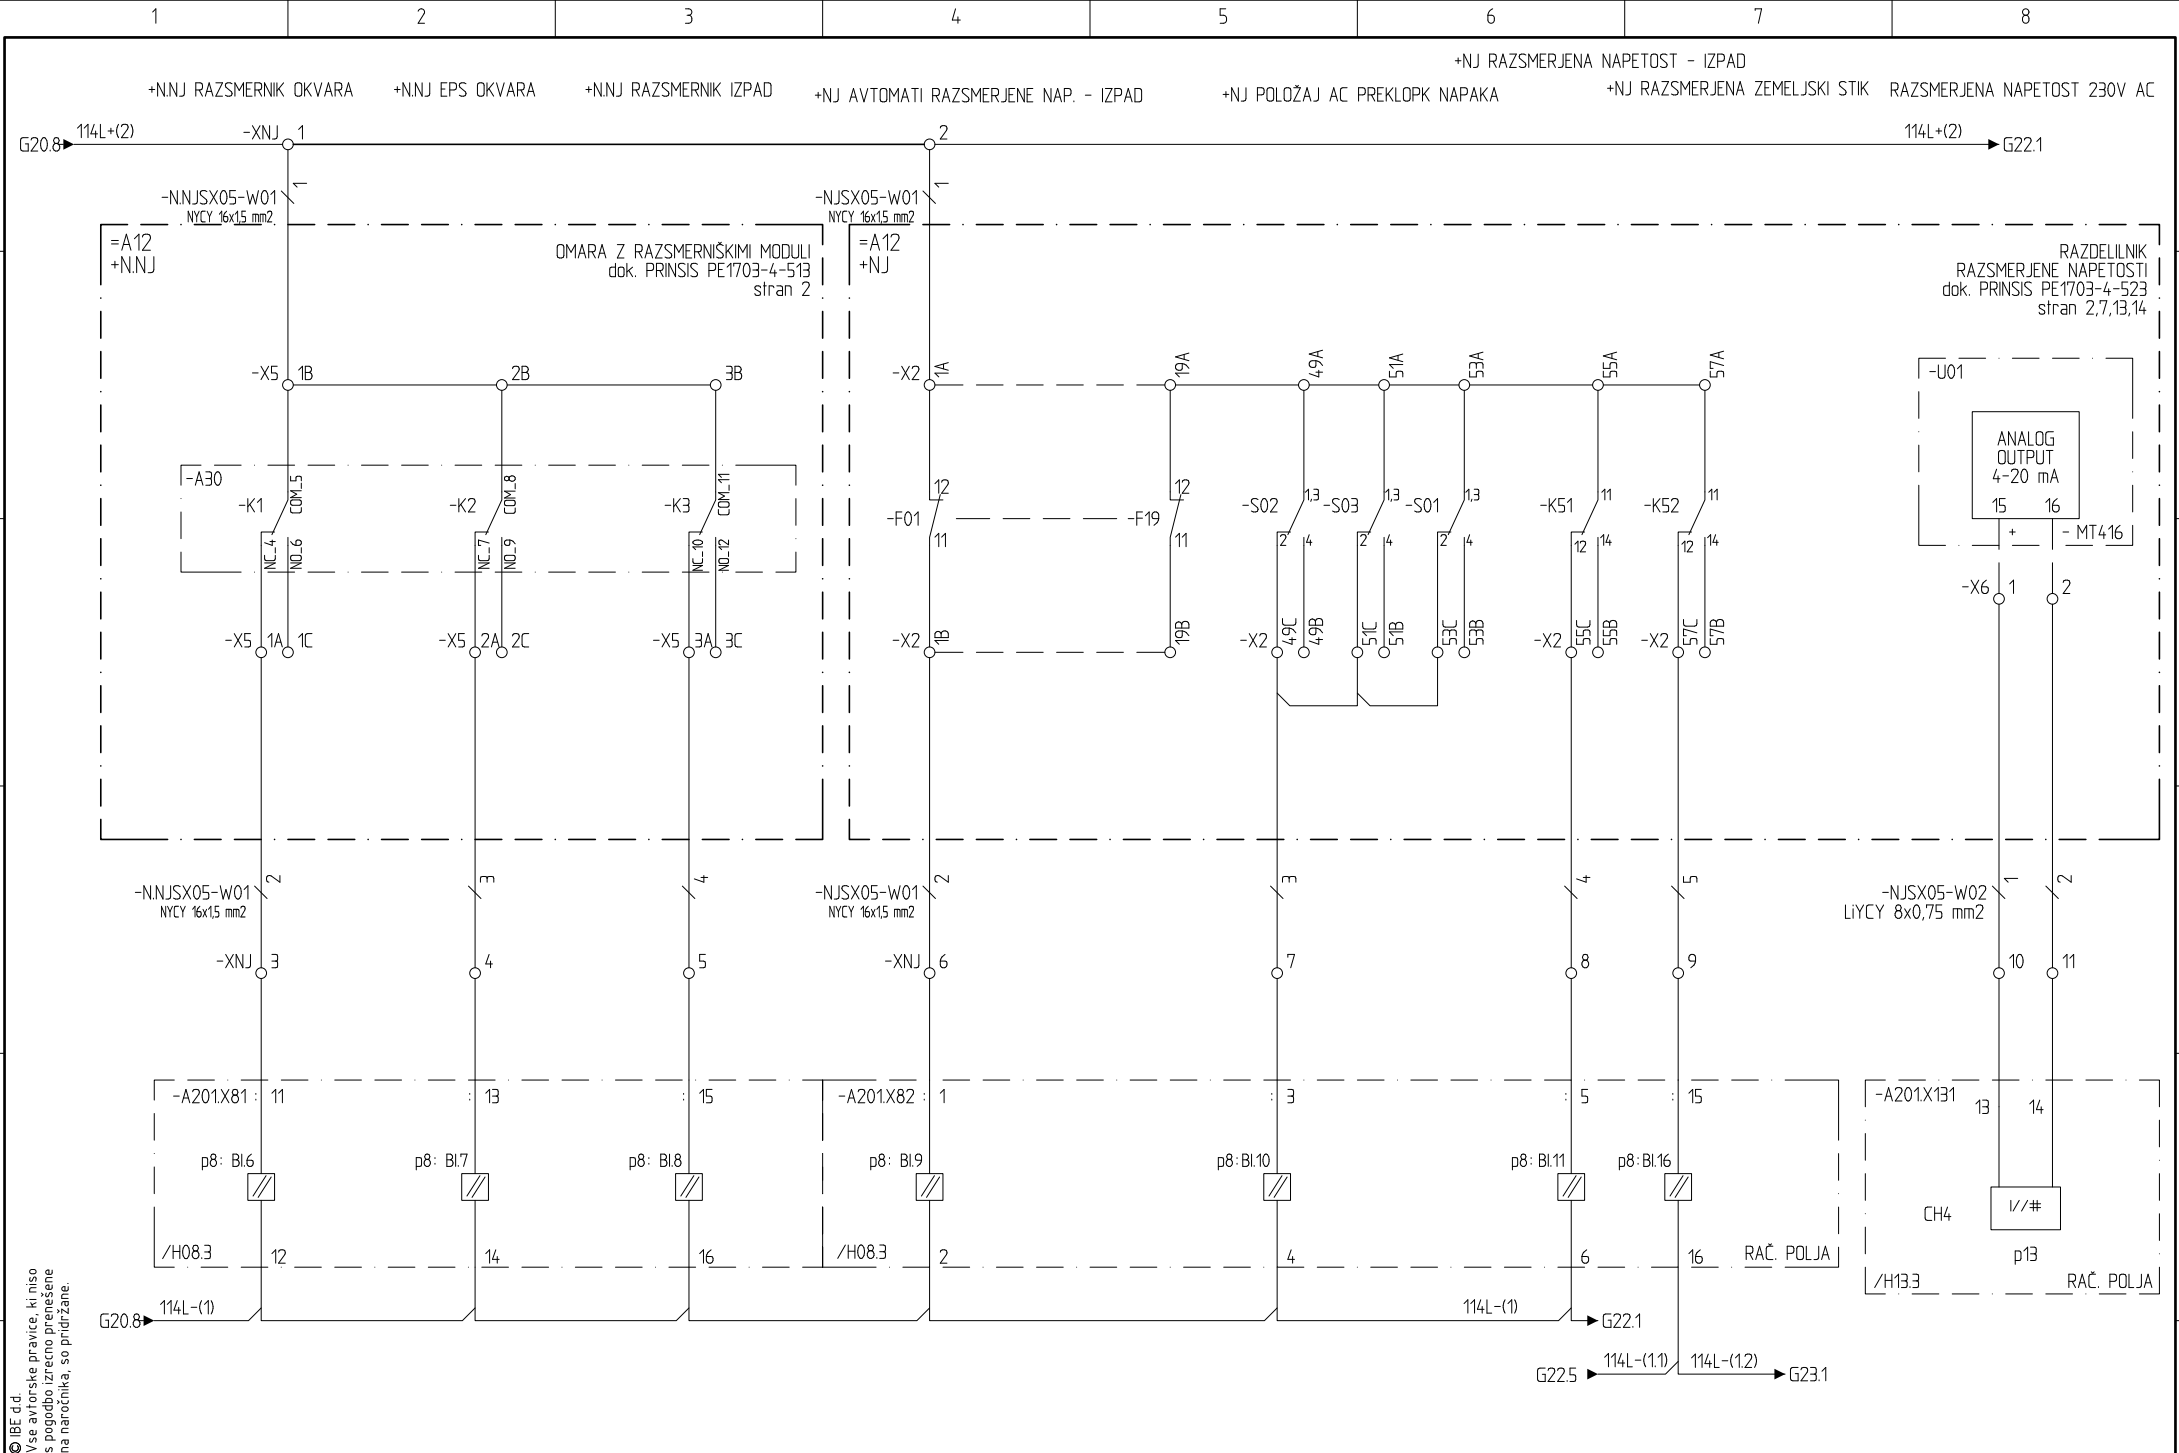 1 2 3 4 5 6 7 8
+NJ RAZSMERJENA NAPETOST - IZPAD
+N.NJ RAZSMERNIK OKVARA
+N.NJ EPS OKVARA
+N.NJ RAZSMERNIK IZPAD
+NJ AVTOMATI RAZSMERJENE NAP. - IZPAD
+NJ POLOŽAJ AC PREKLOPK NAPAKA
+NJ RAZSMERJENA ZEMELJSKI STIK
RAZSMERJENA NAPETOST 230V AC
G20.8
114L+(2)
-XNJ 1
2
114L+(2)
G22.1
-N.NJSX05-W01 1
NYCY 16x1,5 mm2
-NJSX05-W01 1
NYCY 16x1,5 mm2
=A12
+N.NJ
OMARA Z RAZSMERNIŠKIMI MODULI
dok. PRINSIS PE1703-4-513
stran 2
=A12
+NJ
RAZDELILNIK
RAZSMERJENE NAPETOSTI
dok. PRINSIS PE1703-4-523
stran 2,7,13,14
-X5 1B 2B 3B
-X2 1A 19A 49A 51A 53A 55A 57A
-U01
ANALOG
OUTPUT
4-20 mA
15 16
+ -
MT416
-A30
-K1 COM_5 NC_4 NO_6
-K2 COM_8 NC_7 NO_9
-K3 COM_11 NC_10 NO_12
-F01 12 11
-F19 12 11
-S02 1,3 2 4
-S03 1,3 2 4
-S01 1,3 2 4
-K51 11 12 14
-K52 11 12 14
-X6 1 2
-X5 1A 1C
-X5 2A 2C
-X5 3A 3C
-X2 1B 19B
-X2 49C 49B 51C 51B 53C 53B
-X2 55C 55B
-X2 57C 57B
-N.NJSX05-W01 2 3 4
NYCY 16x1,5 mm2
-NJSX05-W01 2 3 4 5
NYCY 16x1,5 mm2
-NJSX05-W02 1 2
LiYCY 8x0,75 mm2
-XNJ 3 4 5
-XNJ 6 7 8 9 10 11
-A201.X81 : 11 : 13 : 15
-A201.X82 : 1 : 3 : 5 : 15
-A201.X131
13 14
p8: BI.6
p8: BI.7
p8: BI.8
p8: BI.9
p8:BI.10
p8: BI.11
p8:BI.16
CH4
I//#
p13
/H08.3 12 14 16
/H08.3 2 4 6 16
RAČ. POLJA
/H13.3
RAČ. POLJA
G20.8
114L-(1)
114L-(1)
G22.1
G22.5
114L-(1.1)
114L-(1.2)
G23.1
© IBE d.d.
Vse avtorske pravice, ki niso
s pogodbo izrecno prenešene
na naročnika, so pridržane.